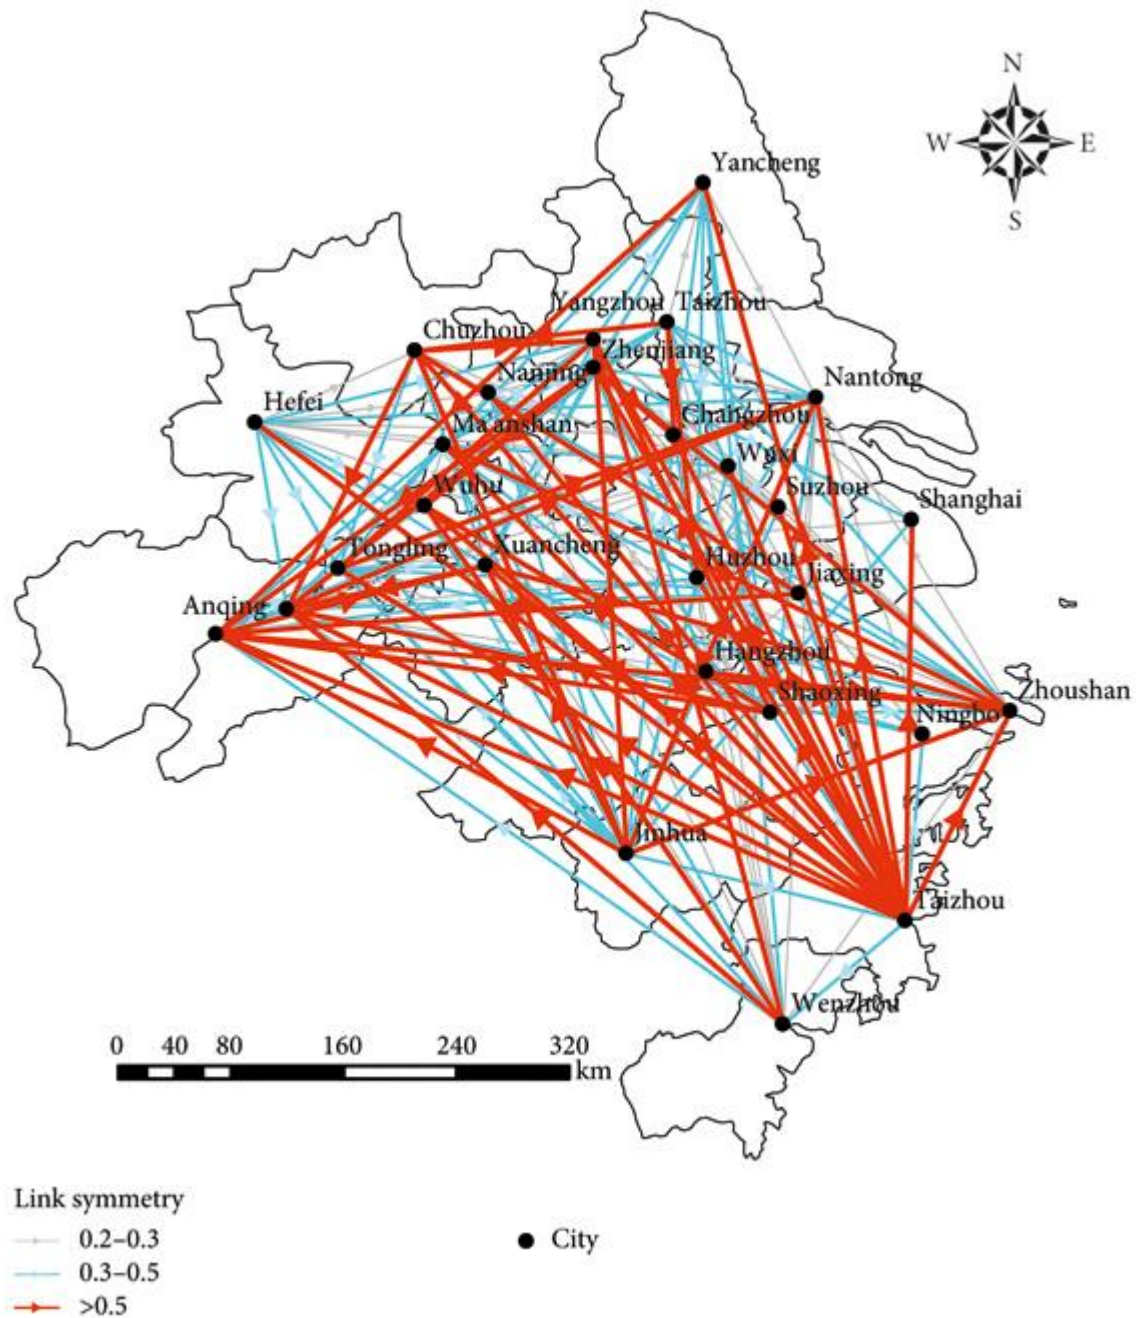 N
W E
S
Yancheng
Yangzhou Taizhou
Chuzhou
Zhenjiang
Nanjing
Nantong
Hefei
Changzhou
Ma'anshan
Wuxi
Wuhu
Suzhou
Shanghai
Tongling
Xuancheng
Huzhou
Jiaxing
Anqing
Hangzhou
Shaoxing
Zhoushan
Ningbo
Jinhua
Taizhou
Wenzhou
0 40 80 160 240 320
km
Link symmetry
0.2–0.3
0.3–0.5
>0.5
City